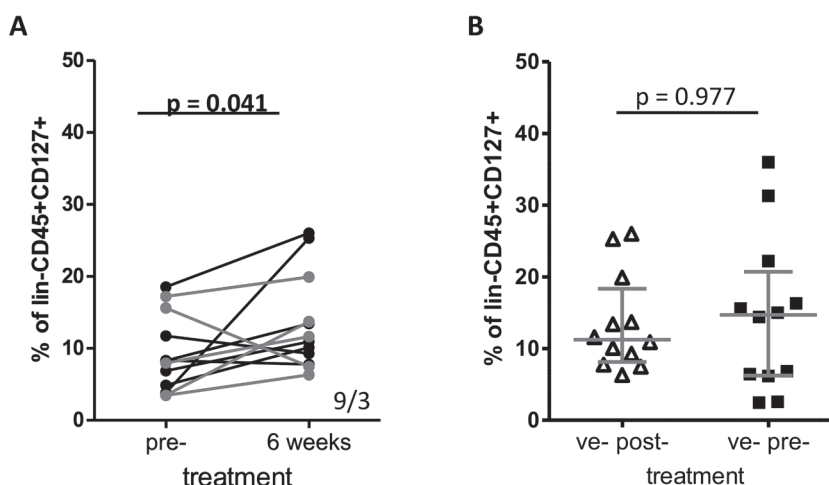 A
% of lin-CD45+CD127+
50
40
30
20
10
0
p = 0.041
9/3
pre-
6 weeks
treatment
B
% of lin-CD45+CD127+
50
40
30
20
10
0
p = 0.977
ve- post-
ve- pre-
treatment